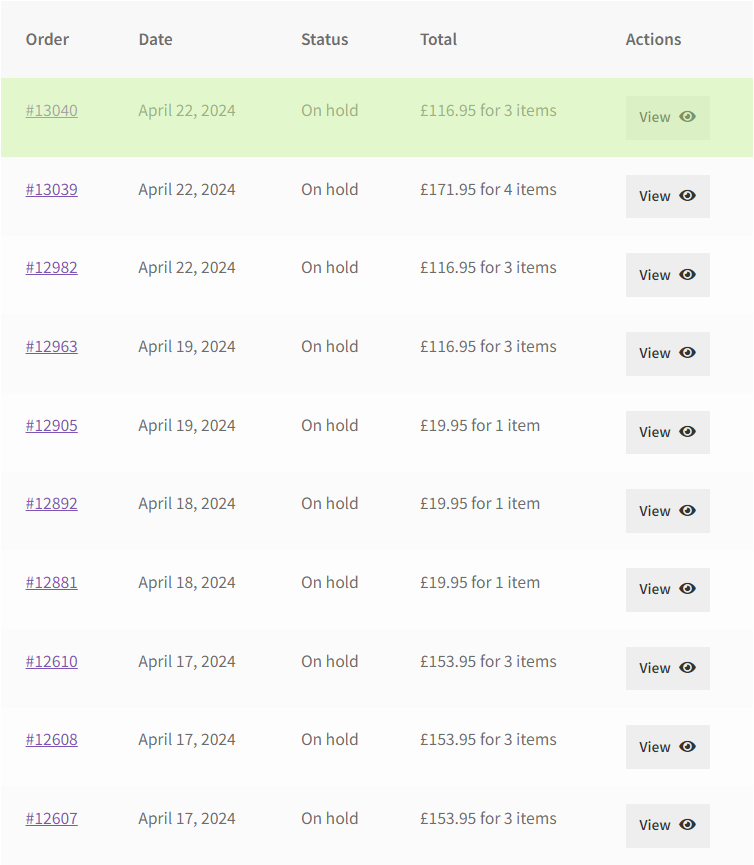 Order Date Status Total Actions
#13040 April 22, 2024 On hold £116.95 for 3 items View
#13039 April 22, 2024 On hold £171.95 for 4 items View
#12982 April 22, 2024 On hold £116.95 for 3 items View
#12963 April 19, 2024 On hold £116.95 for 3 items View
#12905 April 19, 2024 On hold £19.95 for 1 item View
#12892 April 18, 2024 On hold £19.95 for 1 item View
#12881 April 18, 2024 On hold £19.95 for 1 item View
#12610 April 17, 2024 On hold £153.95 for 3 items View
#12608 April 17, 2024 On hold £153.95 for 3 items View
#12607 April 17, 2024 On hold £153.95 for 3 items View